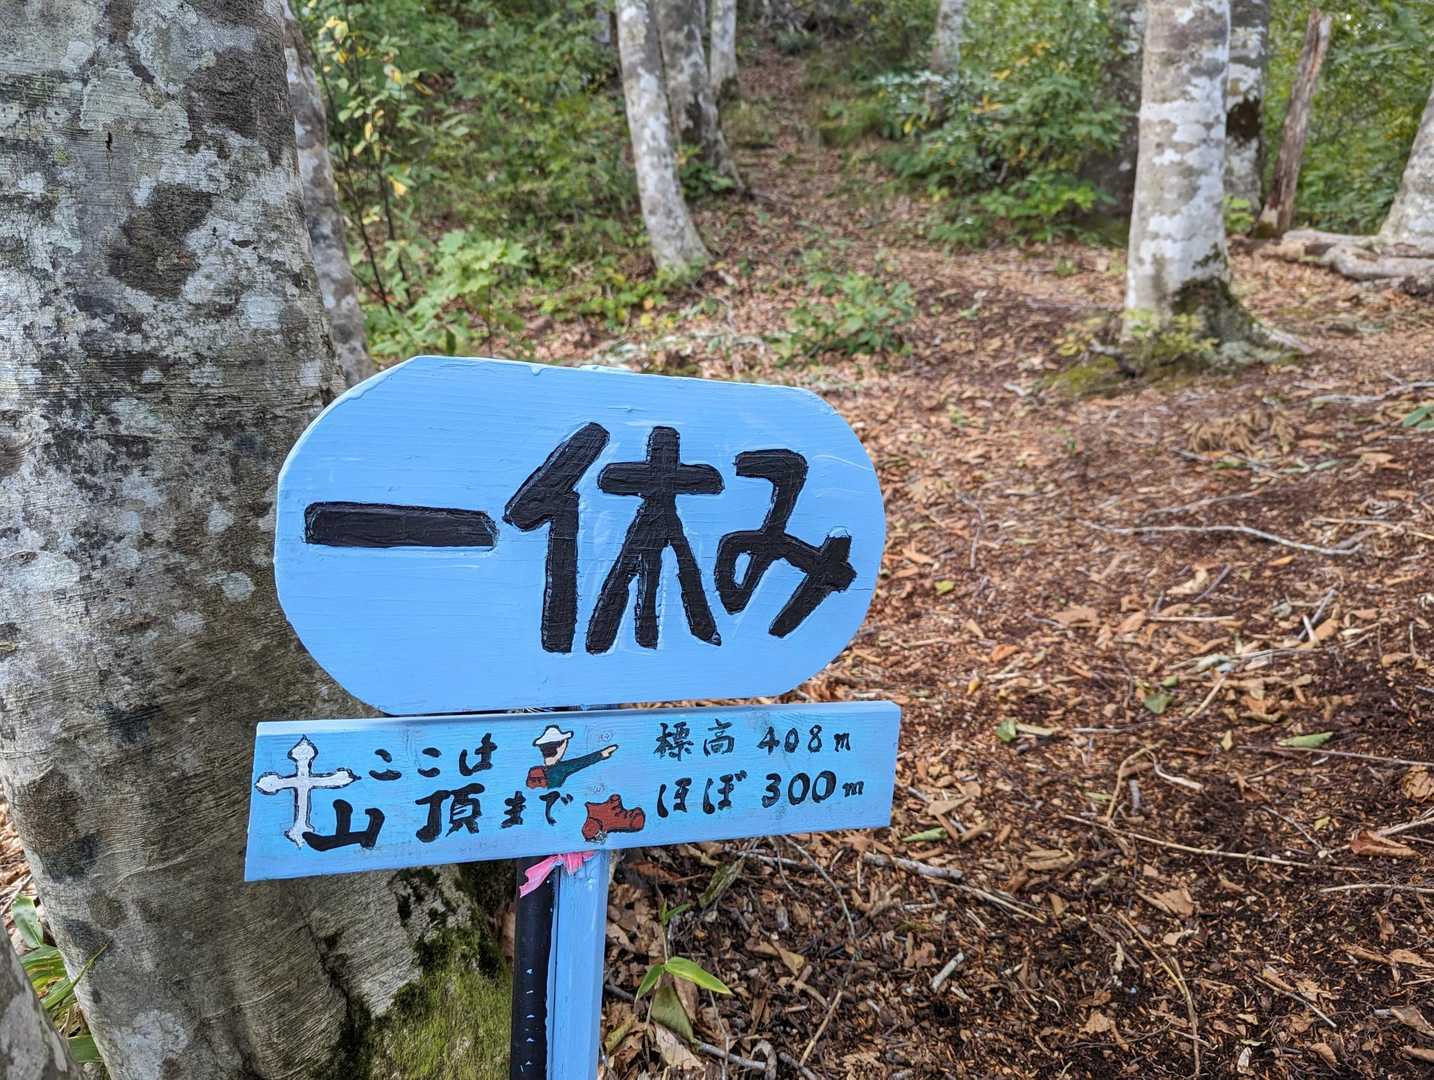 一休み
ここは 標高 408m
山頂まで ほぼ 300m